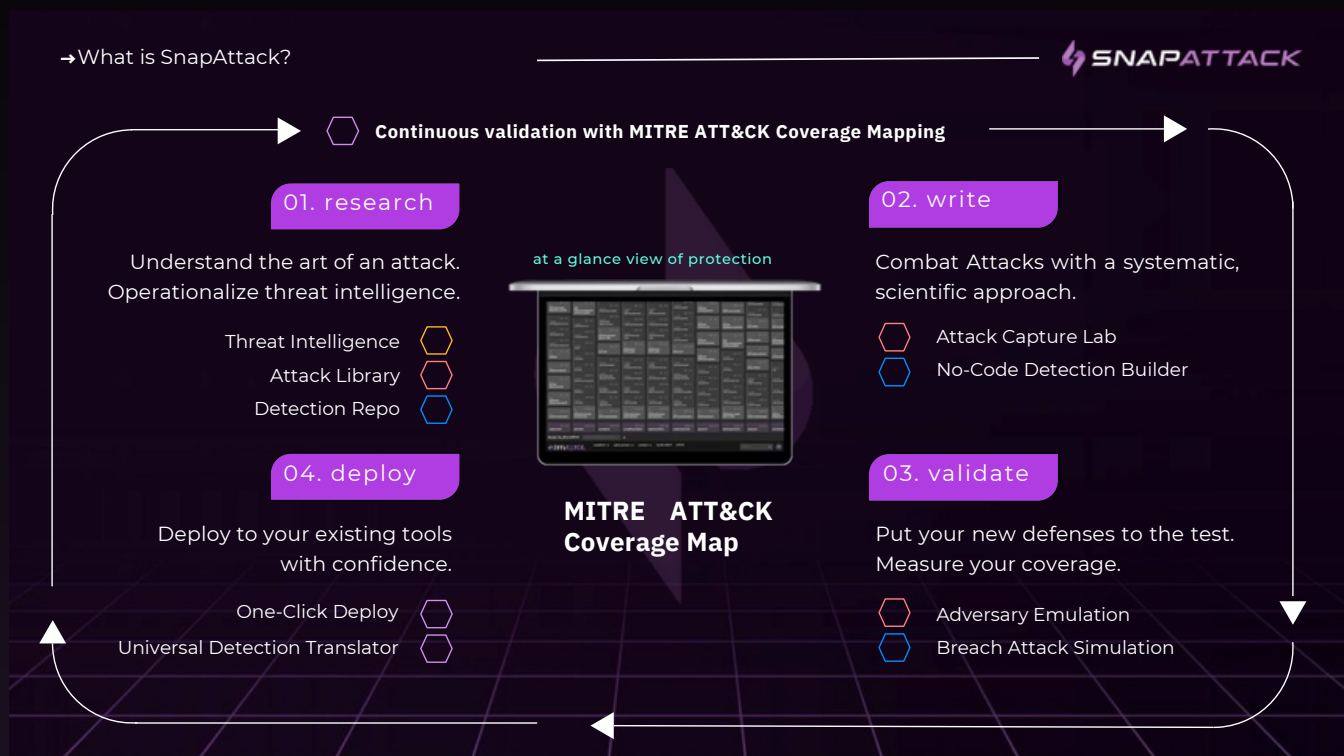 →What is SnapAttack?
SNAPATTACK
Continuous validation with MITRE ATT&CK Coverage Mapping
01. research
Understand the art of an attack.
Operationalize threat intelligence.
Threat Intelligence
Attack Library
Detection Repo
02. write
Combat Attacks with a systematic,
scientific approach.
Attack Capture Lab
No-Code Detection Builder
at a glance view of protection
MITRE ATT&CK
Coverage Map
03. validate
Put your new defenses to the test.
Measure your coverage.
Adversary Emulation
Breach Attack Simulation
04. deploy
Deploy to your existing tools
with confidence.
One-Click Deploy
Universal Detection Translator